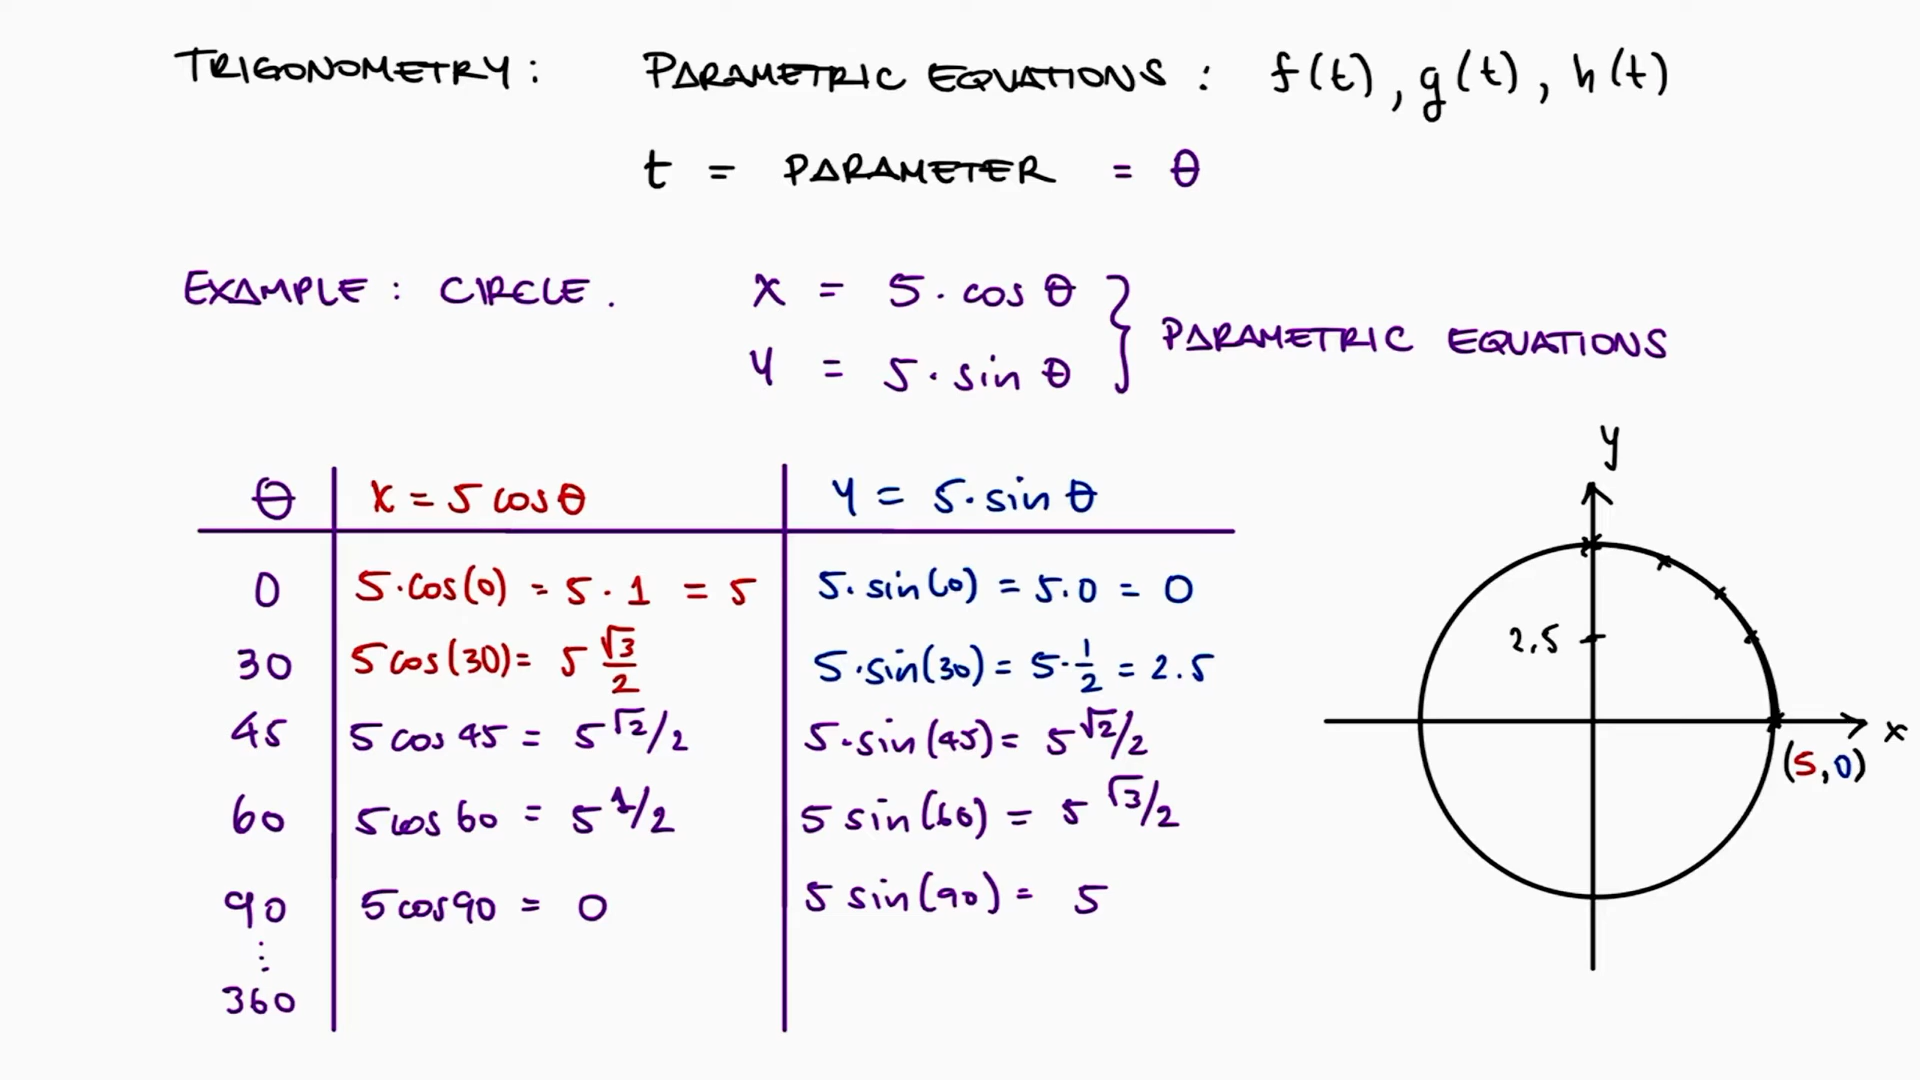 TRIGONOMETRY: PARAMETRIC EQUATIONS: f(t), g(t), h(t)
t = PARAMETER = θ
EXAMPLE: CIRCLE. x = 5·cos θ
y = 5·sin θ
} PARAMETRIC EQUATIONS
θ x = 5 cos θ y = 5·sin θ
0 5·cos(0) = 5·1 = 5 5·sin(0) = 5·0 = 0
30 5cos(30) = 5 √3/2 5·sin(30) = 5·1/2 = 2.5
45 5 cos 45 = 5 √2/2 5·sin(45) = 5 √2/2
60 5 cos 60 = 5 1/2 5 sin(60) = 5 √3/2
90 5 cos 90 = 0 5 sin(90) = 5
⋮
360
y
2.5
x
(5,0)